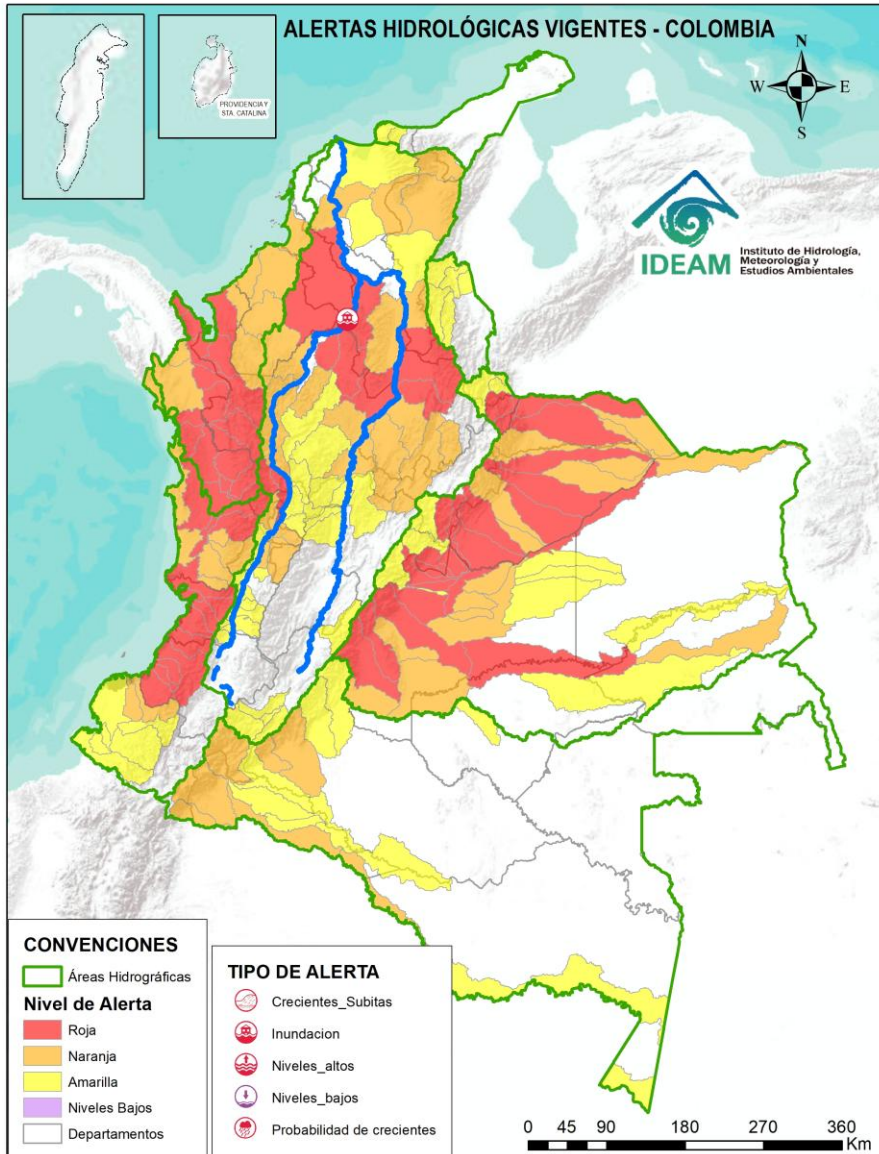 ALERTAS HIDROLÓGICAS VIGENTES - COLOMBIA
PROVIDENCIA Y
STA. CATALINA
N
W
E
S
IDEAM
Instituto de Hidrología,
Meteorología y
Estudios Ambientales
CONVENCIONES
Áreas Hidrográficas
Nivel de Alerta
Roja
Naranja
Amarilla
Niveles Bajos
Departamentos
TIPO DE ALERTA
Crecientes_Subitas
Inundacion
Niveles_altos
Niveles_bajos
Probabilidad de crecientes
0 45 90 180 270 360
Km